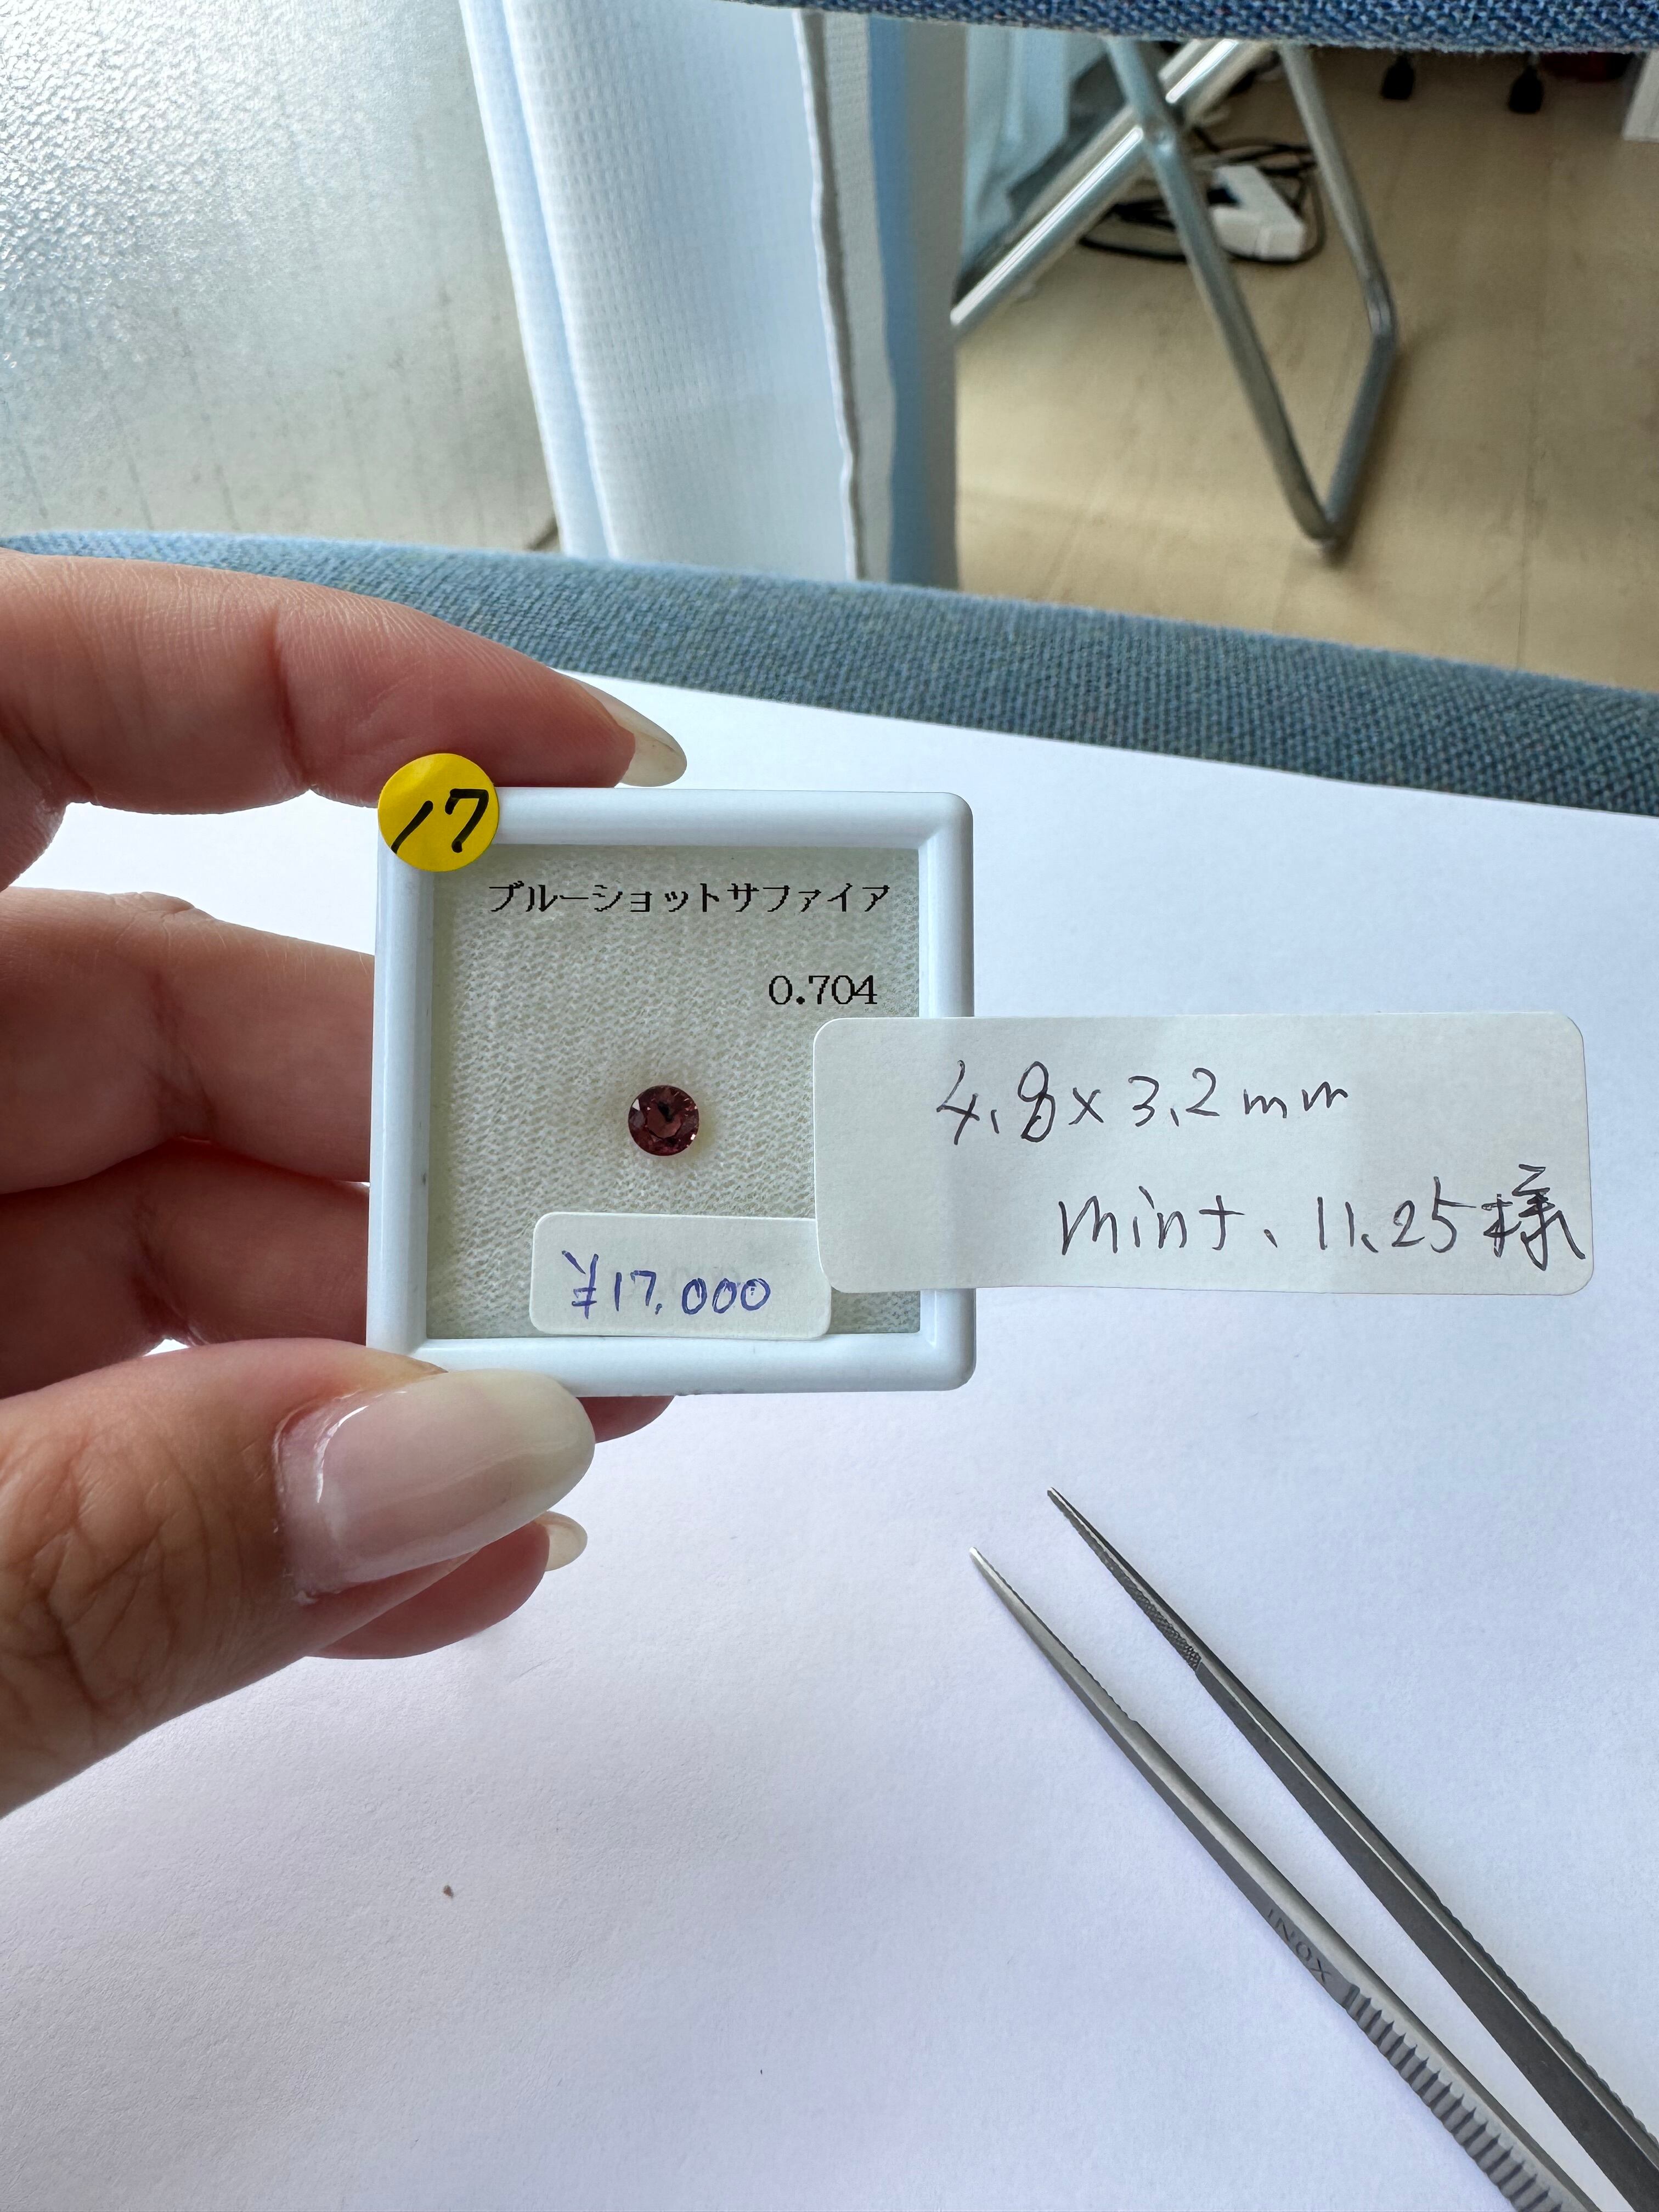 17
ブルーショットサファイア
0.704
4.8×3.2mm
mint.11.25様
¥17.000
INOX